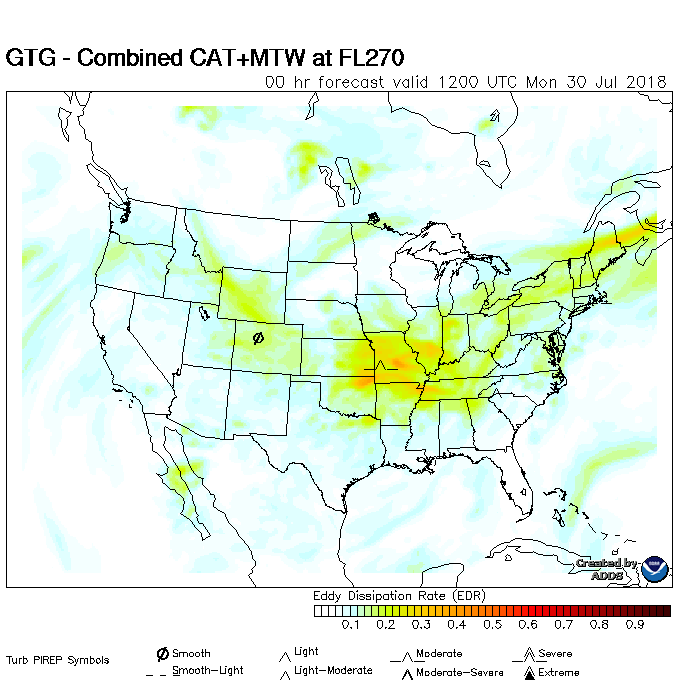 GTG - Combined CAT+MTW at FL270
00 hr forecast valid 1200 UTC Mon 30 Jul 2018
Created by
ADDS
Eddy Dissipation Rate (EDR)
0.1 0.2 0.3 0.4 0.5 0.6 0.7 0.8 0.9
Turb PIREP Symbols
Smooth Light Moderate Severe
Smooth-Light Light-Moderate Moderate-Severe Extreme